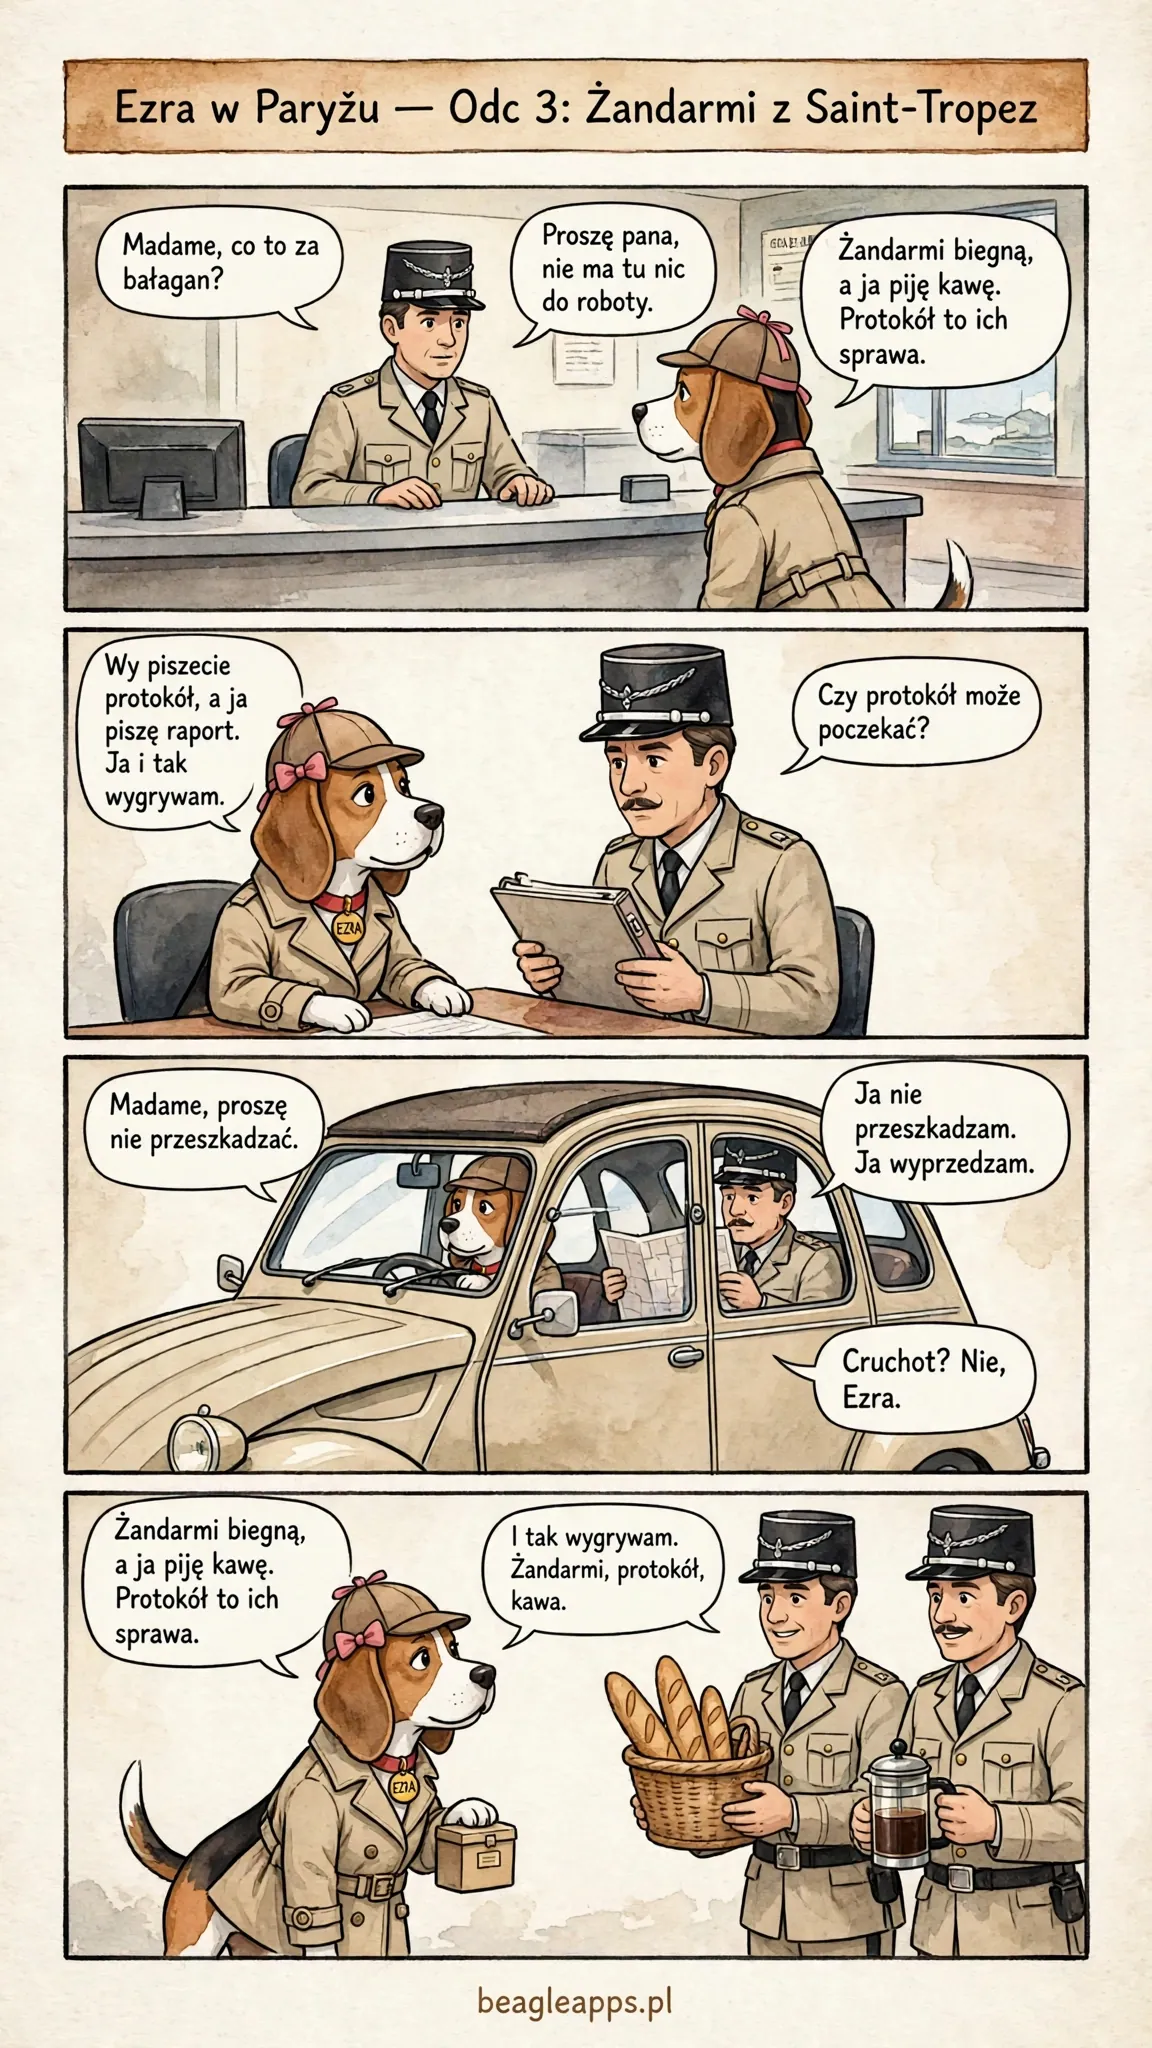 Ezra w Paryžu — Odc 3: Żandarmi z Saint-Tropez
Madame, co to za
bałagan?
Proszę pana,
nie ma tu nic
do roboty.
Żandarmi biegną,
a ja piję kawę.
Protokół to ich
sprawa.
Wy piszecie
protokół, a ja
piszę raport.
Ja i tak
wygrywam.
Czy protokół može
poczekać?
EZRA
Madame, proszę
nie przeszkadzać.
Ja nie
przeszkadzam.
Ja wyprzedzam.
Cruchot? Nie,
Ezra.
Żandarmi biegną,
a ja piję kawę.
Protokół to ich
sprawa.
I tak wygrywam.
Żandarmi, protokół,
kawa.
beagleapps.pl